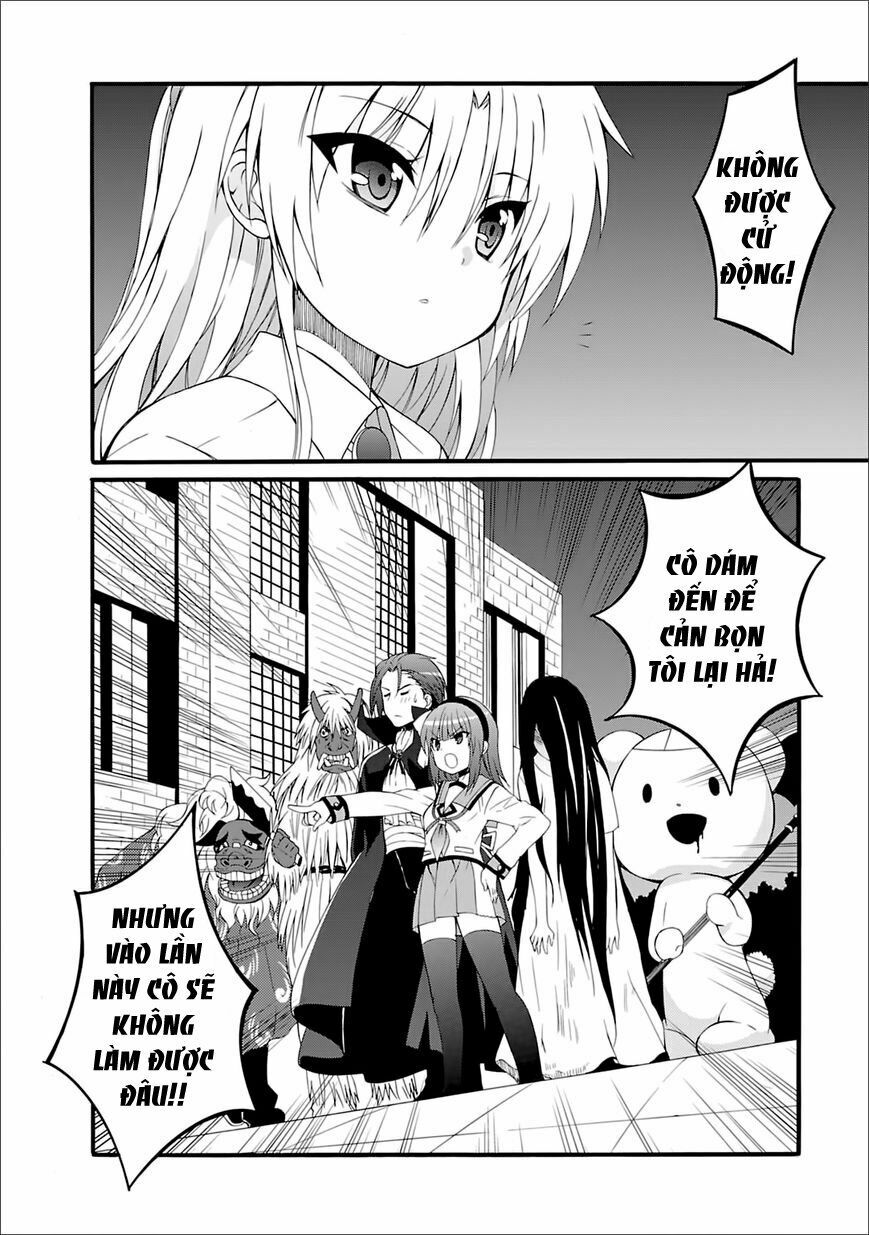 KHÔNG
ĐƯỢC
CỬ
ĐỘNG!
CÔ DÁM
ĐẾN ĐỂ
CẢN BỌN
TÔI LẠI HẢ!
NHƯNG
VÀO LẦN
NÀY CÔ SẼ
KHÔNG
LÀM ĐƯỢC
ĐÂU!!